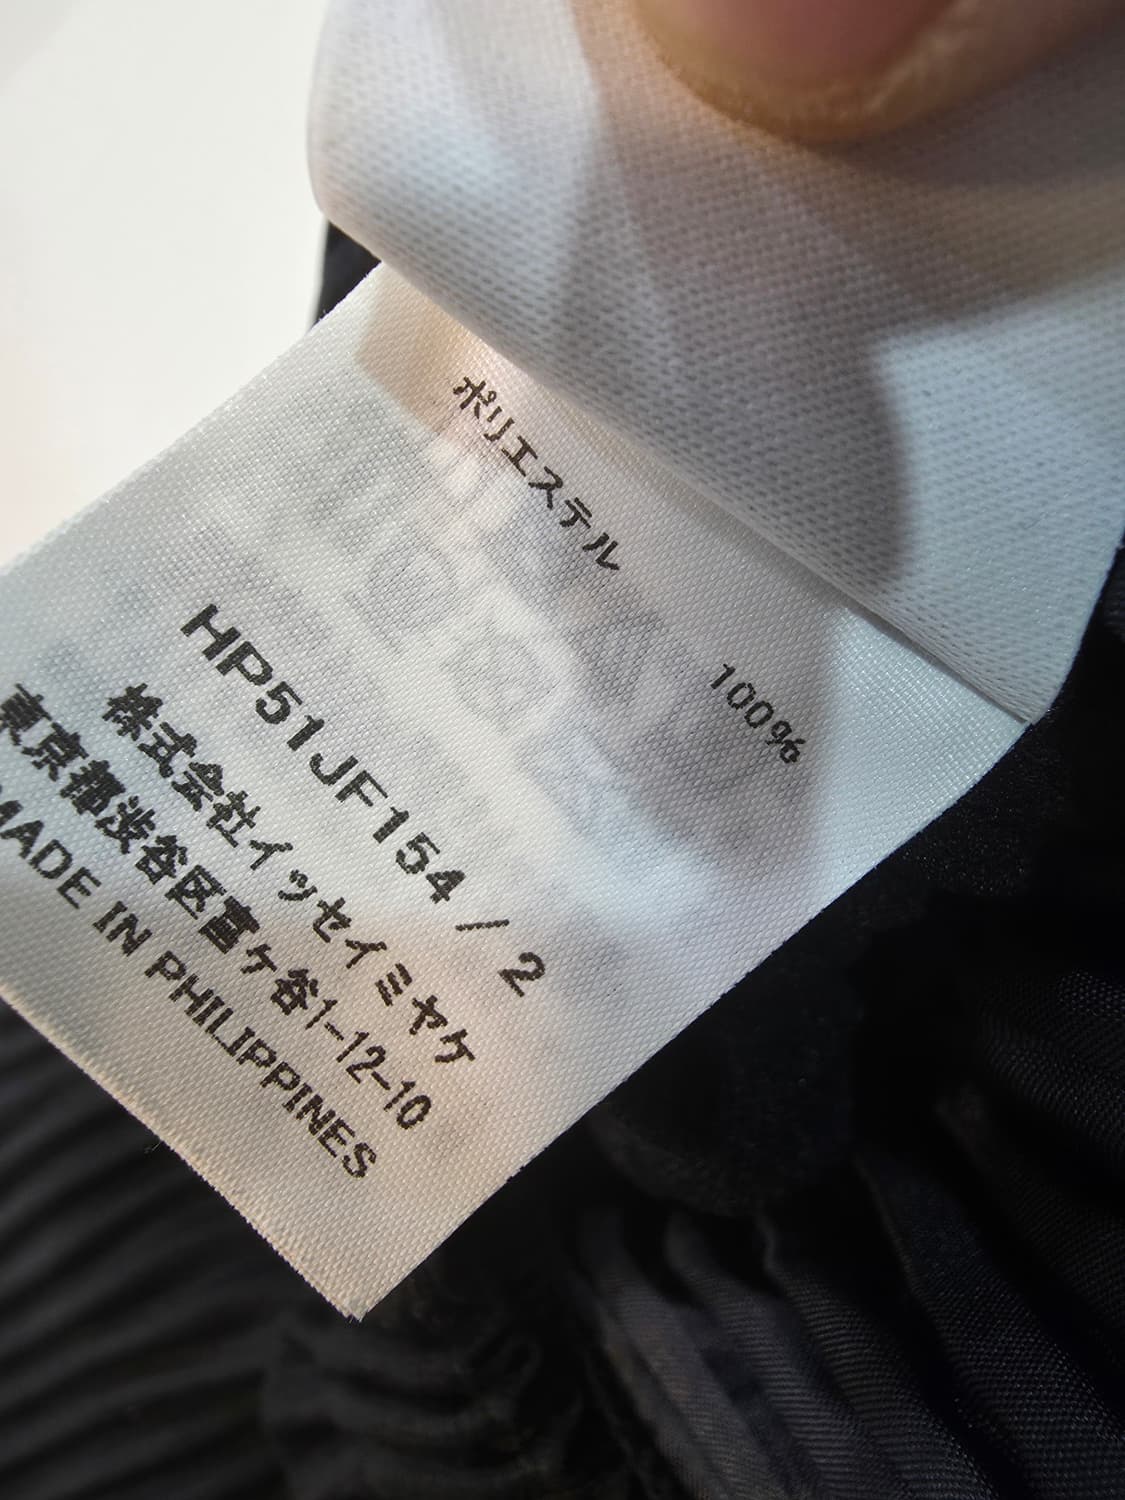 ポリエステル 100%
HP51JF154 / 2
株式会社イッセイミヤケ
東京都渋谷区富ヶ谷1-12-10
MADE IN PHILIPPINES